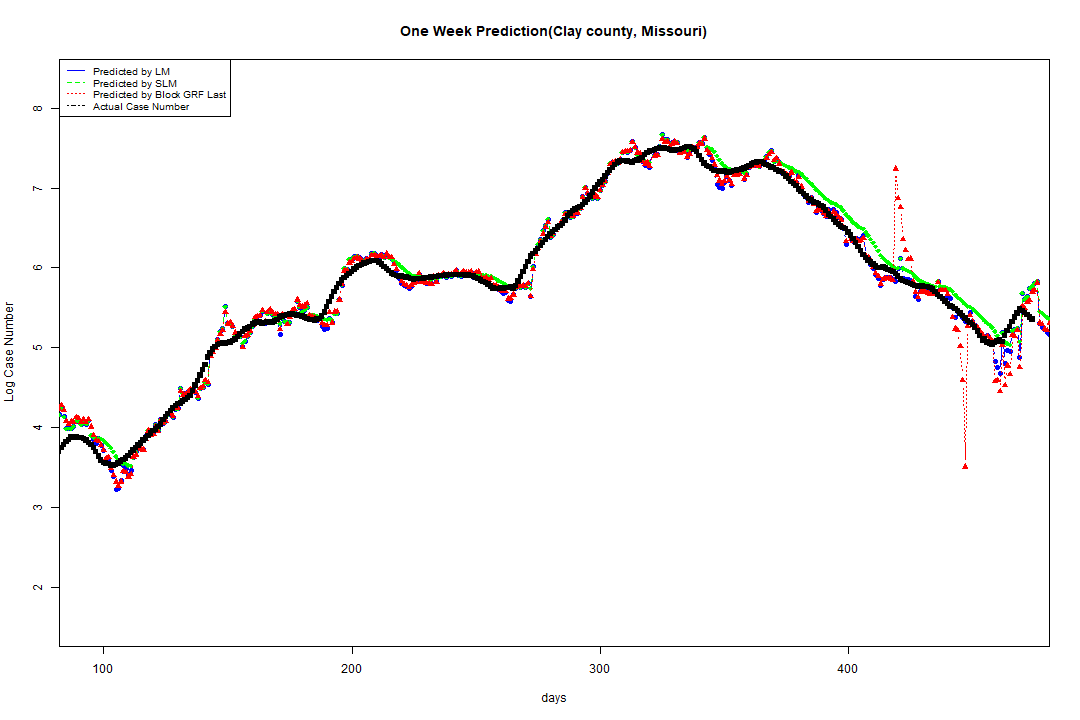 One Week Prediction(Clay county, Missouri)
Predicted by LM
Predicted by SLM
Predicted by Block GRF Last
Actual Case Number
8
7
6
5
4
3
2
Log Case Number
100 200 300 400
days